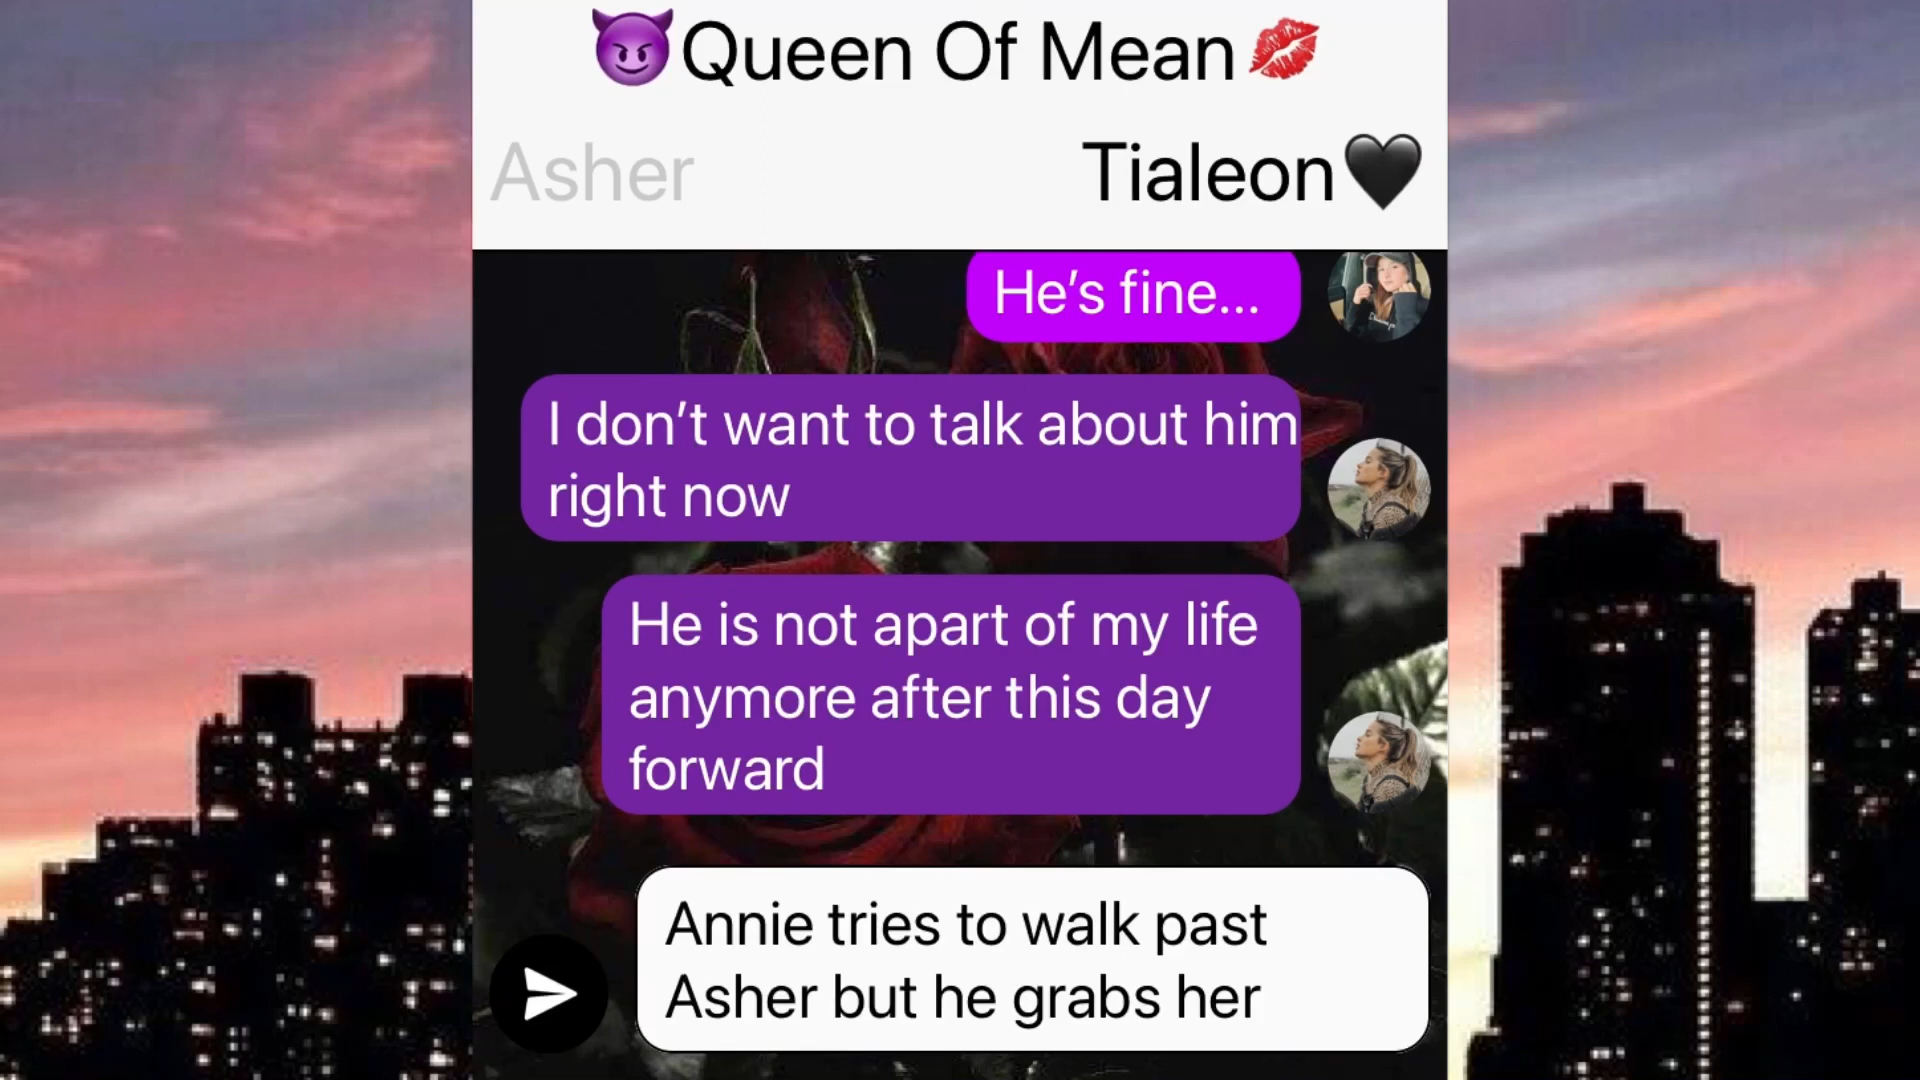 😈Queen Of Mean💋
Asher
Tialeon🖤
He’s fine...
I don’t want to talk about him
right now
He is not apart of my life
anymore after this day
forward
Annie tries to walk past
Asher but he grabs her